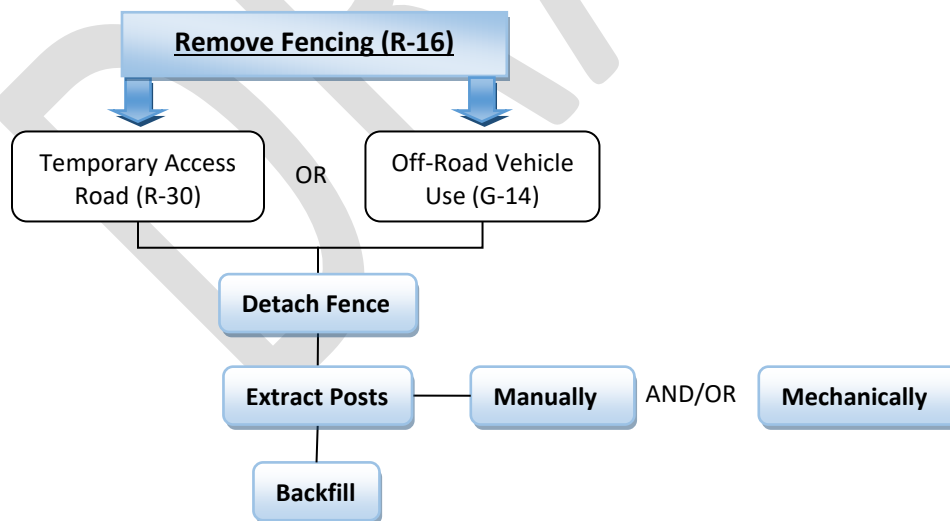 Remove Fencing (R-16)
Temporary Access
Road (R-30)
OR
Off-Road Vehicle
Use (G-14)
Detach Fence
Extract Posts
Manually
AND/OR
Mechanically
Backfill